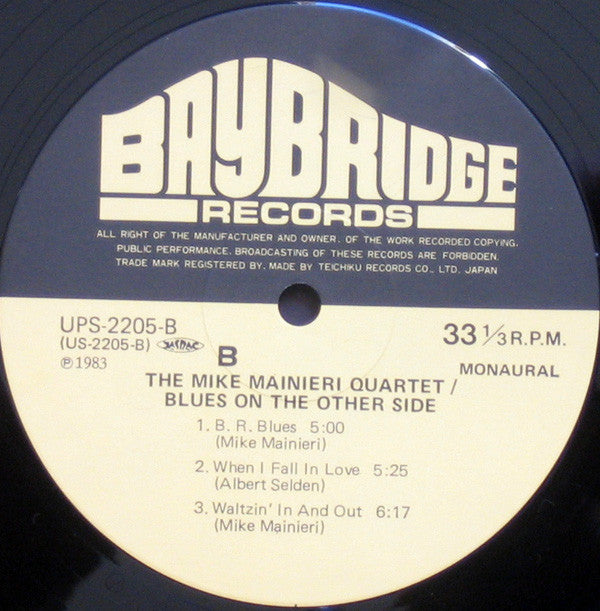 BAYBRIDGE
RECORDS
ALL RIGHT OF THE MANUFACTURER AND OWNER. OF THE WORK RECORDED COPYING.
PUBLIC PERFORMANCE. BROADCASTING OF THESE RECORDS ARE FORBIDDEN.
TRADE MARK REGISTERED BY. MADE BY TEICHIKU RECORDS CO., LTD. JAPAN
UPS-2205-B
33 1/3 R.P.M.
(US-2205-B) JASRAC B
℗1983
MONAURAL
THE MIKE MAINIERI QUARTET /
BLUES ON THE OTHER SIDE
1. B. R. Blues 5:00
(Mike Mainieri)
2. When I Fall In Love 5:25
(Albert Selden)
3. Waltzin' In And Out 6:17
(Mike Mainieri)